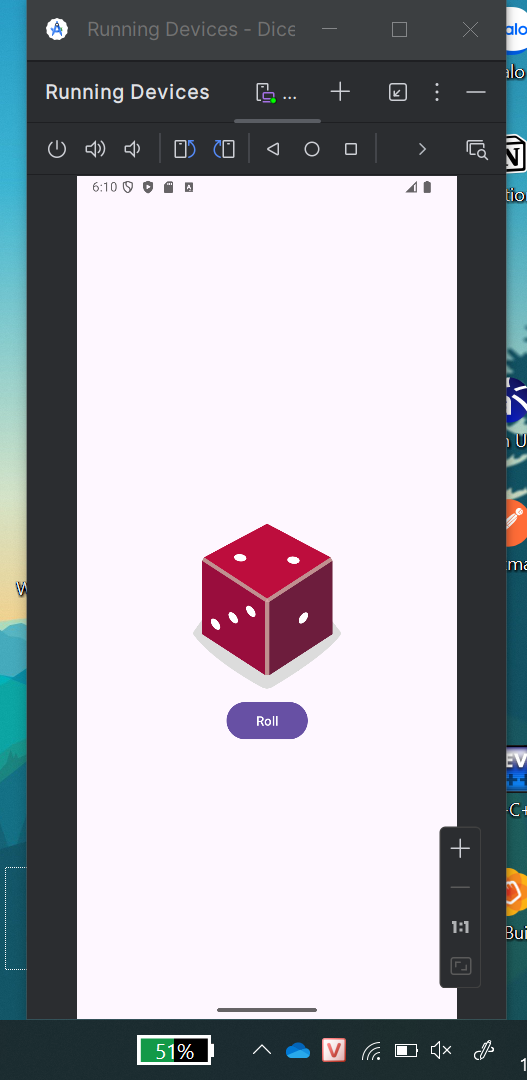 Running Devices - Dice
Running Devices
...
6:10
Roll
1:1
51%
V